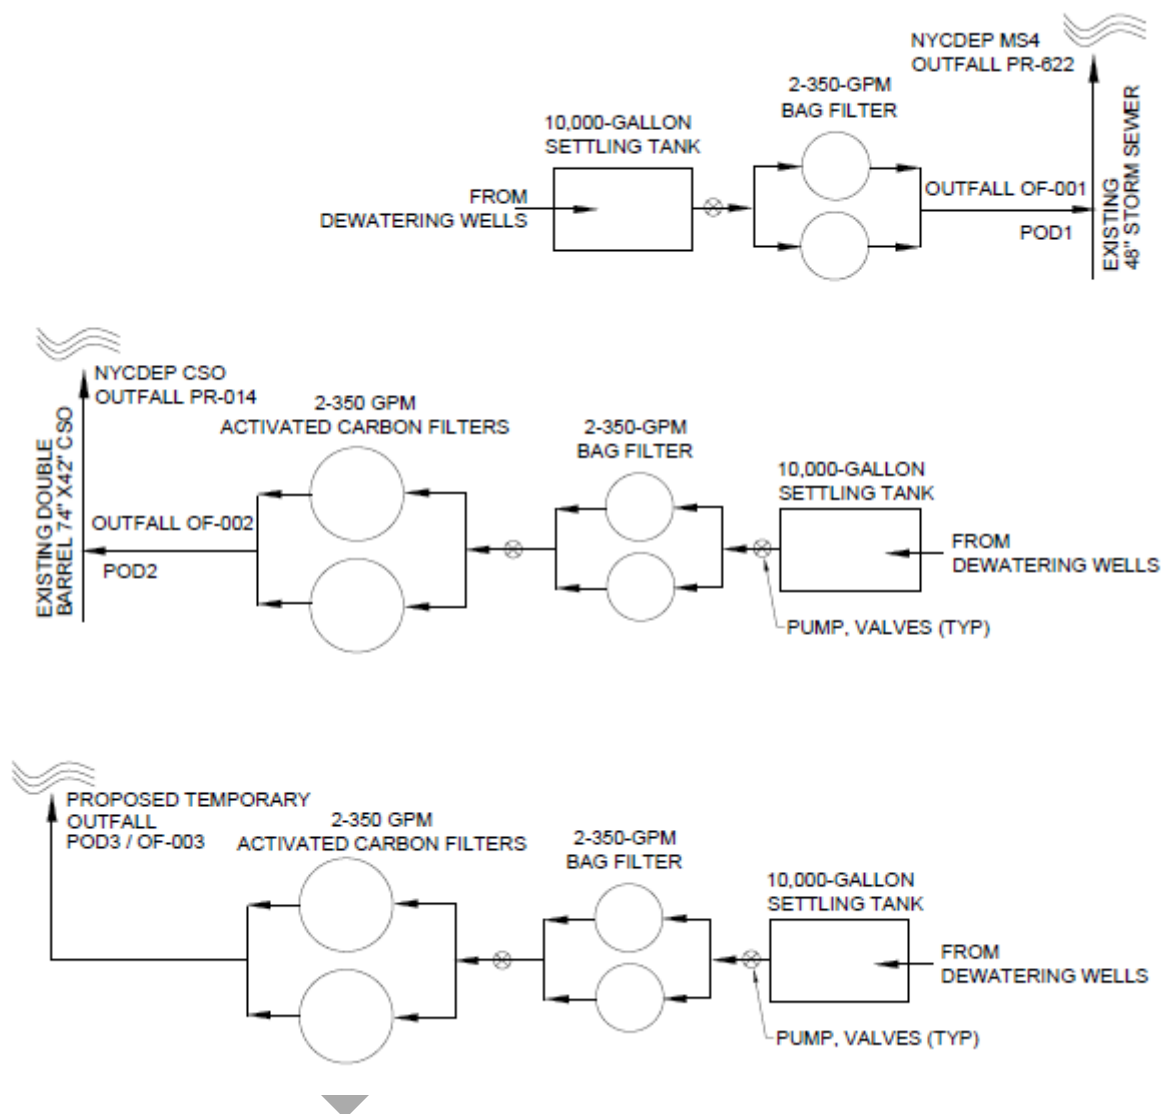 NYCDEP MS4
OUTFALL PR-622
2-350-GPM
BAG FILTER
10,000-GALLON
SETTLING TANK
FROM
DEWATERING WELLS
OUTFALL OF-001
POD1
EXISTING
48" STORM SEWER
NYCDEP CSO
OUTFALL PR-014
EXISTING DOUBLE
BARREL 74" X42" CSO
2-350 GPM
ACTIVATED CARBON FILTERS
2-350-GPM
BAG FILTER
10,000-GALLON
SETTLING TANK
OUTFALL OF-002
POD2
FROM
DEWATERING WELLS
PUMP, VALVES (TYP)
PROPOSED TEMPORARY
OUTFALL
POD3 / OF-003
2-350 GPM
ACTIVATED CARBON FILTERS
2-350-GPM
BAG FILTER
10,000-GALLON
SETTLING TANK
FROM
DEWATERING WELLS
PUMP, VALVES (TYP)